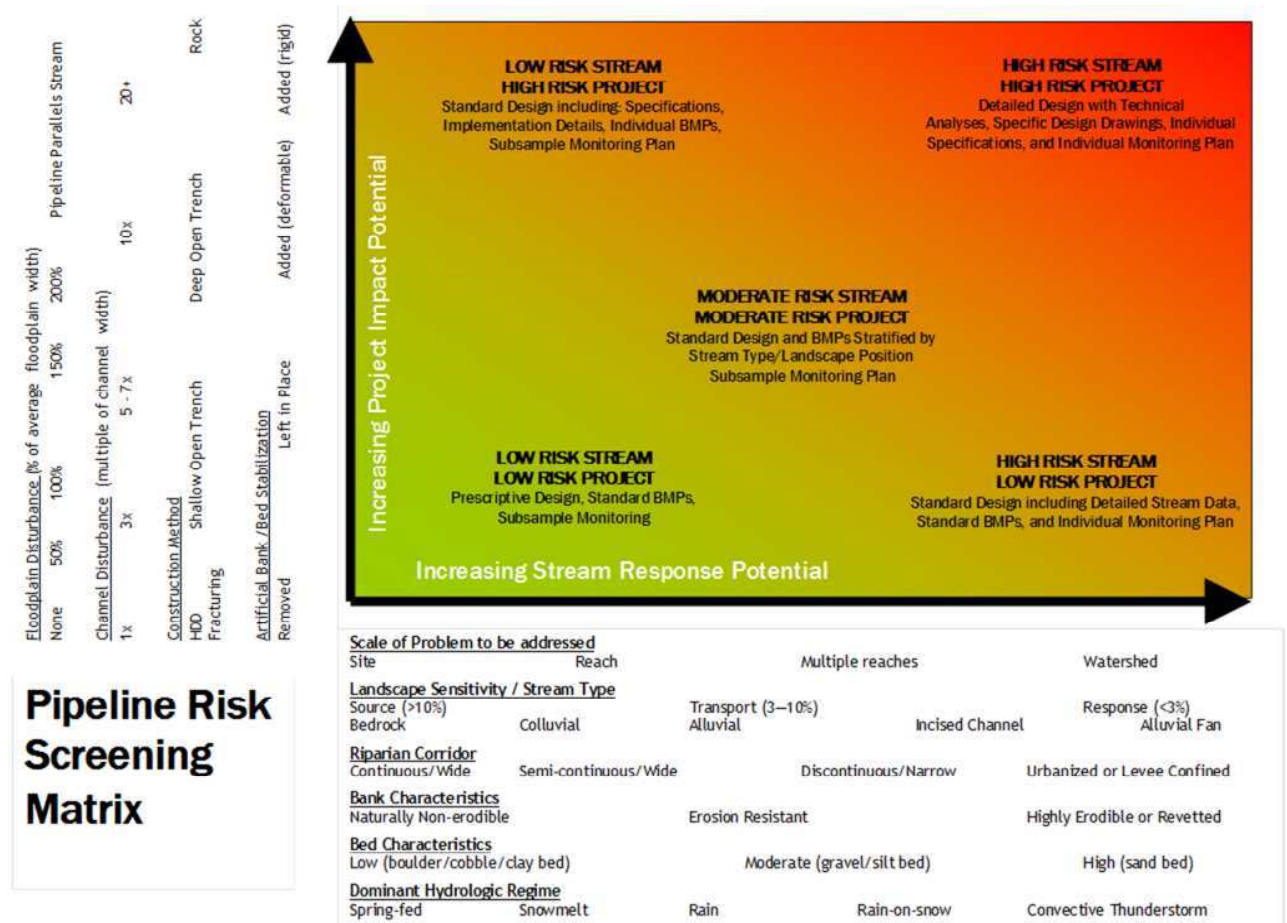 Floodplain Disturbance (% of average floodplain width)
None 50% 100% 150% 200% Pipeline Parallels Stream
Channel Disturbance (multiple of channel width)
1x 3x 5 - 7x 10x 20+
Construction Method
HDD Shallow Open Trench Deep Open Trench Rock
Fracturing
Artificial Bank /Bed Stabilization
Removed Left in Place Added (deformable) Added (rigid)
Increasing Project Impact Potential
LOW RISK STREAM
HIGH RISK PROJECT
Standard Design including: Specifications,
Implementation Details, Individual BMPs,
Subsample Monitoring Plan
HIGH RISK STREAM
HIGH RISK PROJECT
Detailed Design with Technical
Analyses, Specific Design Drawings, Individual
Specifications, and Individual Monitoring Plan
MODERATE RISK STREAM
MODERATE RISK PROJECT
Standard Design and BMPs Stratified by
Stream Type/Landscape Position
Subsample Monitoring Plan
LOW RISK STREAM
LOW RISK PROJECT
Prescriptive Design, Standard BMPs,
Subsample Monitoring
HIGH RISK STREAM
LOW RISK PROJECT
Standard Design including Detailed Stream Data,
Standard BMPs, and Individual Monitoring Plan
Increasing Stream Response Potential
Pipeline Risk
Screening
Matrix
Scale of Problem to be addressed
Site Reach Multiple reaches Watershed
Landscape Sensitivity / Stream Type
Source (>10%) Transport (3—10%) Response (<3%)
Bedrock Colluvial Alluvial Incised Channel Alluvial Fan
Riparian Corridor
Continuous/Wide Semi-continuous/Wide Discontinuous/Narrow Urbanized or Levee Confined
Bank Characteristics
Naturally Non-erodible Erosion Resistant Highly Erodible or Revetted
Bed Characteristics
Low (boulder/cobble/clay bed) Moderate (gravel/silt bed) High (sand bed)
Dominant Hydrologic Regime
Spring-fed Snowmelt Rain Rain-on-snow Convective Thunderstorm